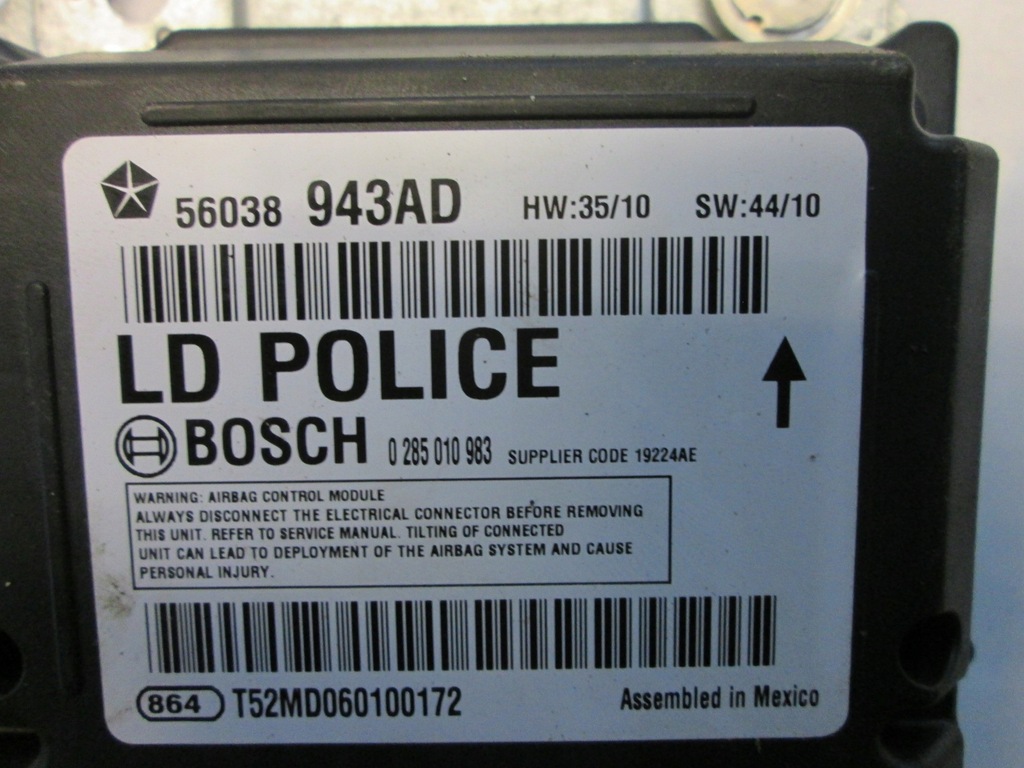 56038 943AD HW:35/10 SW:44/10
LD POLICE
BOSCH 0 285 010 983 SUPPLIER CODE 19224AE
WARNING: AIRBAG CONTROL MODULE
ALWAYS DISCONNECT THE ELECTRICAL CONNECTOR BEFORE REMOVING
THIS UNIT. REFER TO SERVICE MANUAL. TILTING OF CONNECTED
UNIT CAN LEAD TO DEPLOYMENT OF THE AIRBAG SYSTEM AND CAUSE
PERSONAL INJURY.
864 T52MD060100172 Assembled in Mexico